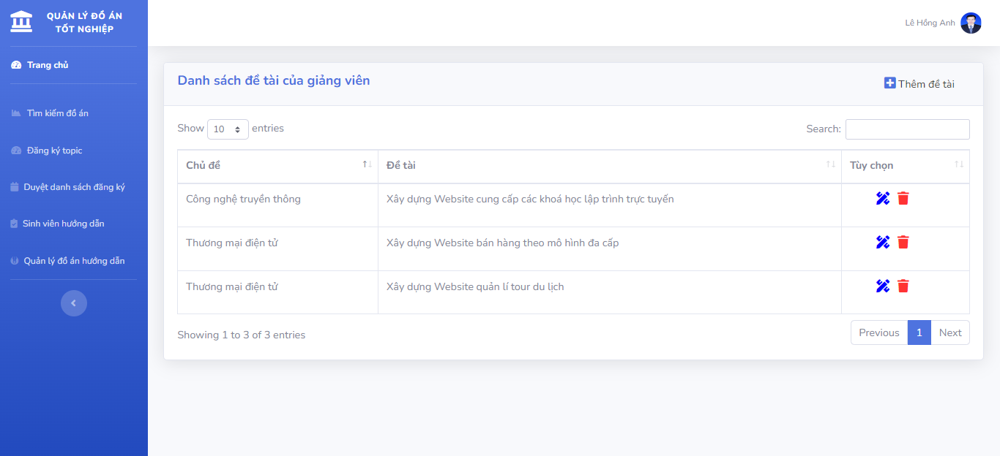 QUẢN LÝ ĐỒ ÁN
TỐT NGHIỆP
Lê Hồng Anh
Trang chủ
Tìm kiếm đồ án
Đăng ký topic
Duyệt danh sách đăng ký
Sinh viên hướng dẫn
Quản lý đồ án hướng dẫn
Danh sách đề tài của giảng viên
Thêm đề tài
Show 10 entries
Search:
Chủ đề Đề tài Tùy chọn
Công nghệ truyền thông Xây dựng Website cung cấp các khoá học lập trình trực tuyến
Thương mại điện tử Xây dựng Website bán hàng theo mô hình đa cấp
Thương mại điện tử Xây dựng Website quản lí tour du lịch
Showing 1 to 3 of 3 entries
Previous 1 Next